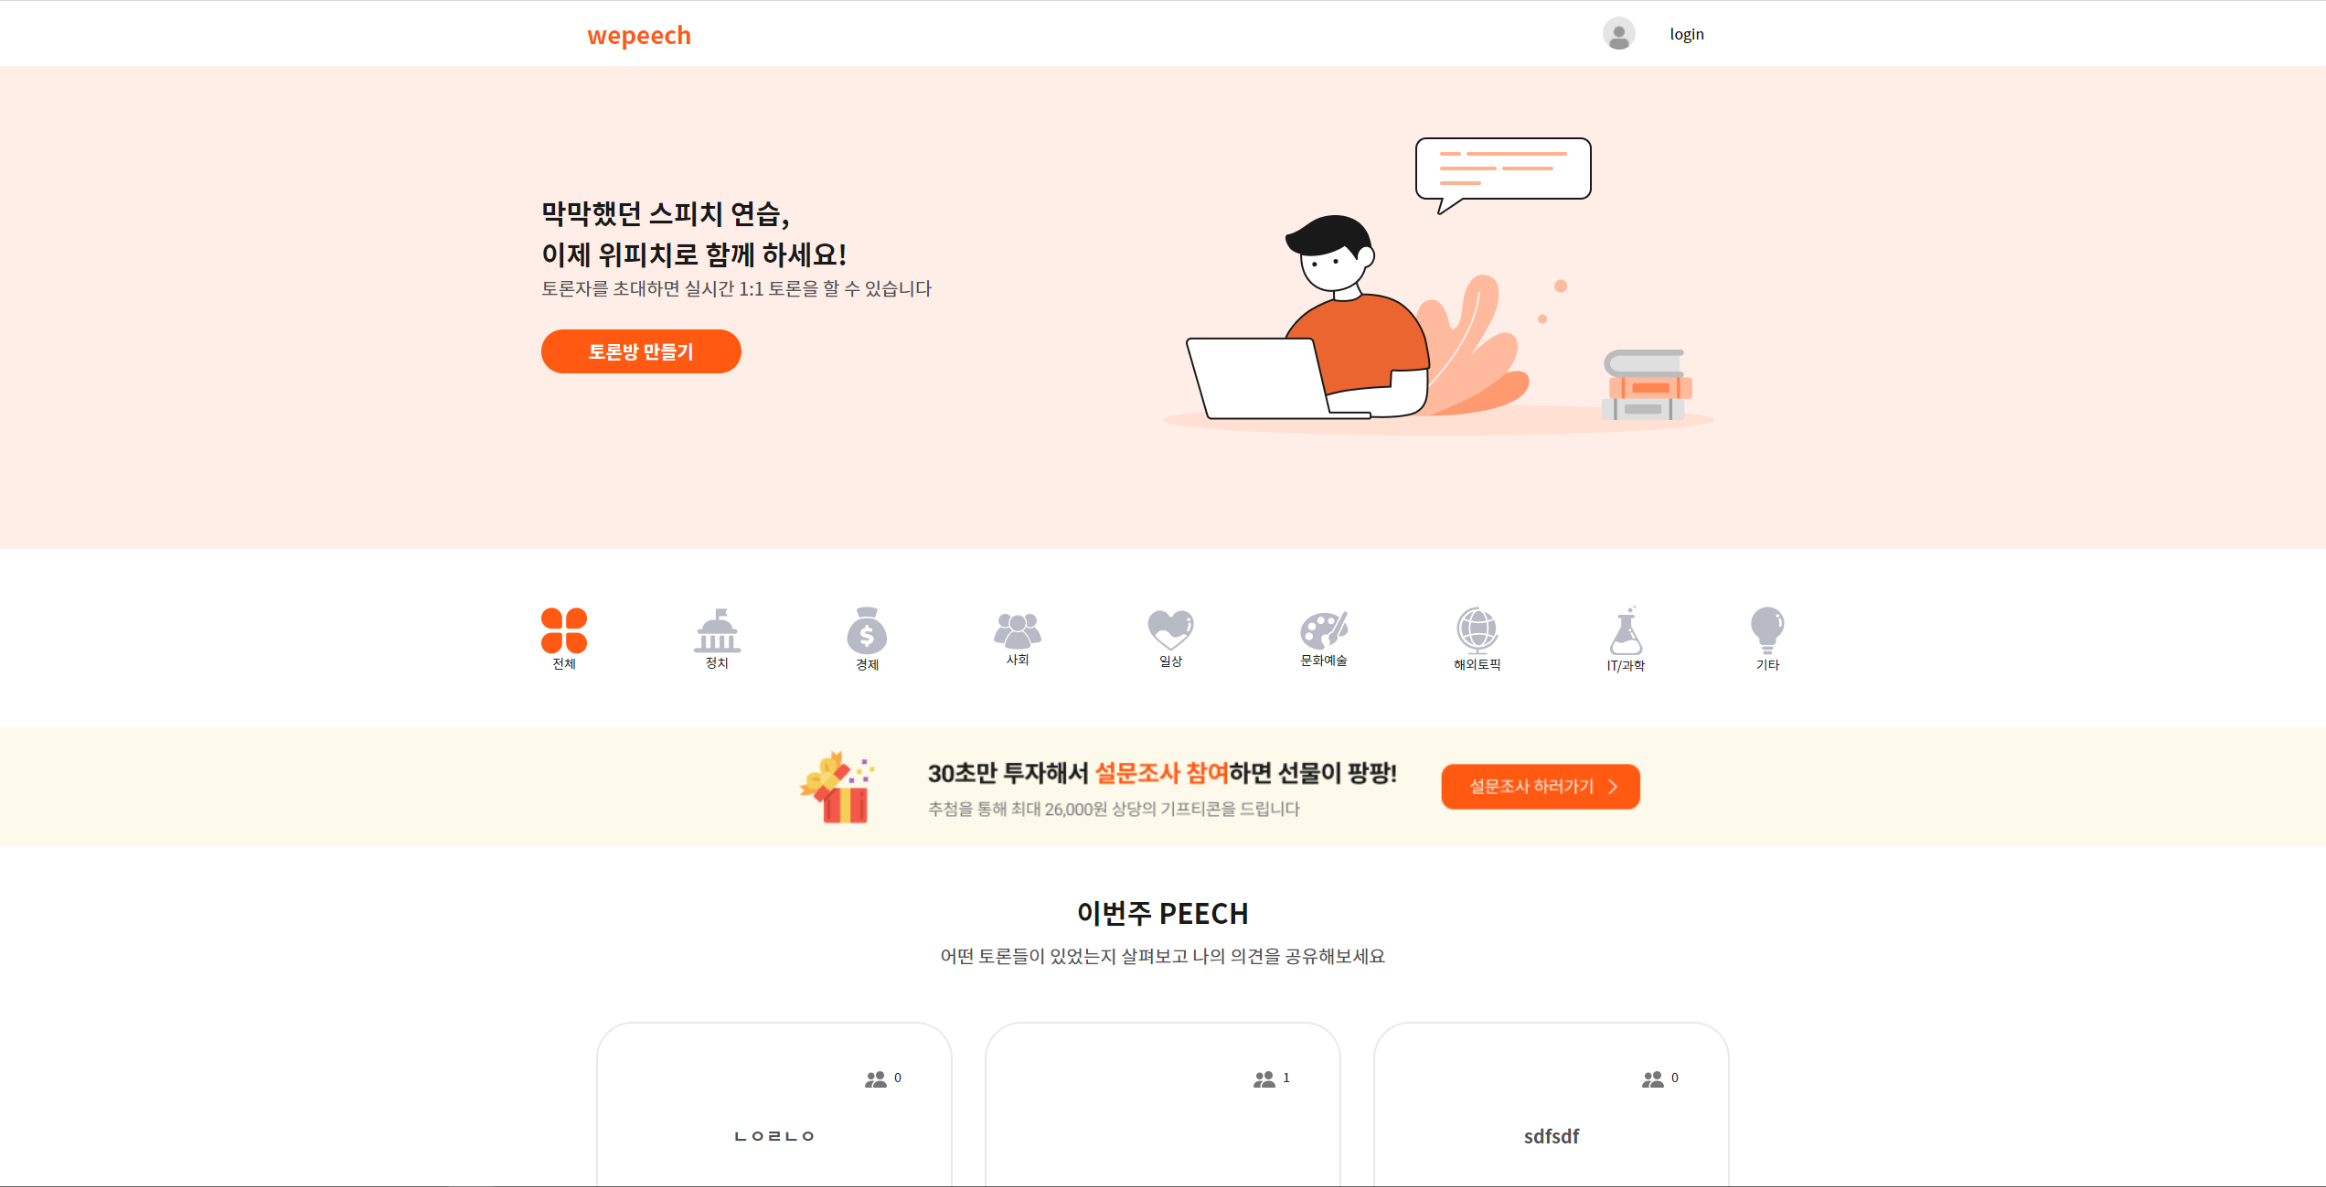 wepeech
login
막막했던 스피치 연습,
이제 위피치로 함께 하세요!
토론자를 초대하면 실시간 1:1 토론을 할 수 있습니다
토론방 만들기
전체
정치
경제
사회
일상
문화예술
해외토픽
IT/과학
기타
30초만 투자해서 설문조사 참여하면 선물이 팡팡!
추첨을 통해 최대 26,000원 상당의 기프티콘을 드립니다
설문조사 하러가기
이번주 PEECH
어떤 토론들이 있었는지 살펴보고 나의 의견을 공유해보세요
0
ㄴㅇㄹㄴㅇ
1
0
sdfsdf